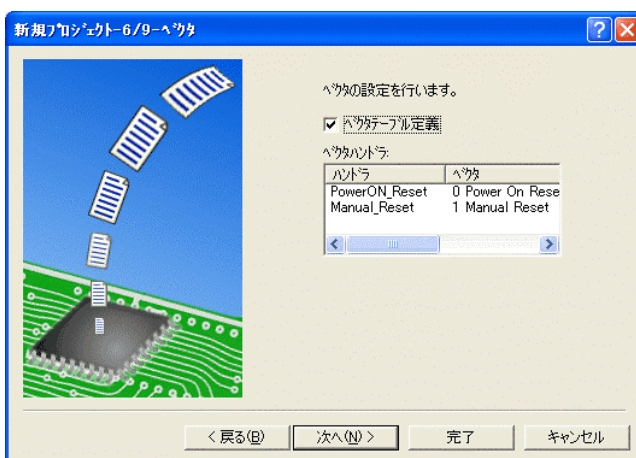 新規ﾌﾟﾛｼﾞｪｸﾄ-6/9-ﾍﾞｸﾀ
ﾍﾞｸﾀの設定を行います。
ﾍﾞｸﾀﾃｰﾌﾞﾙ定義
ﾍﾞｸﾀﾊﾝﾄﾞﾗ:
ﾊﾝﾄﾞﾗ ﾍﾞｸﾀ
PowerON_Reset 0 Power On Rese
Manual_Reset 1 Manual Reset
< 戻る(B) 次へ(N) > 完了 キャンセル